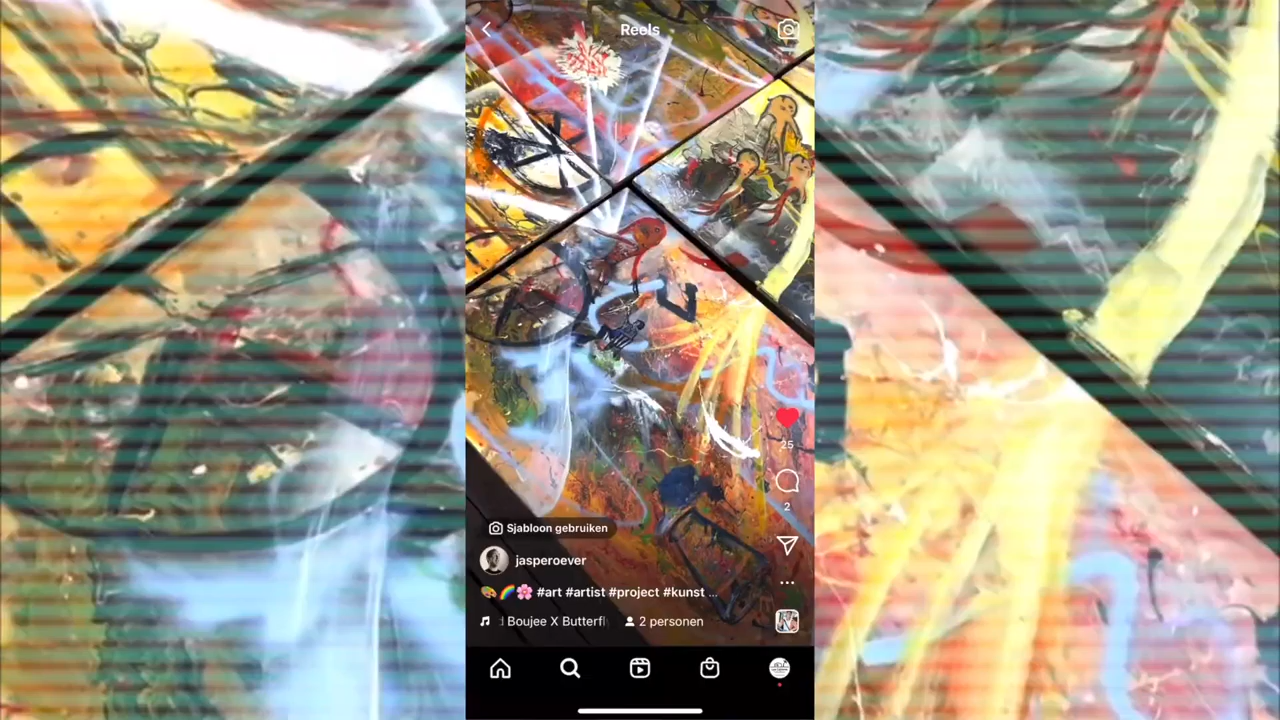 Reels
25
2
Sjabloon gebruiken
jasperoever
🎨🌈🌸 #art #artist #project #kunst ...
Boujee X Butterfl
2 personen